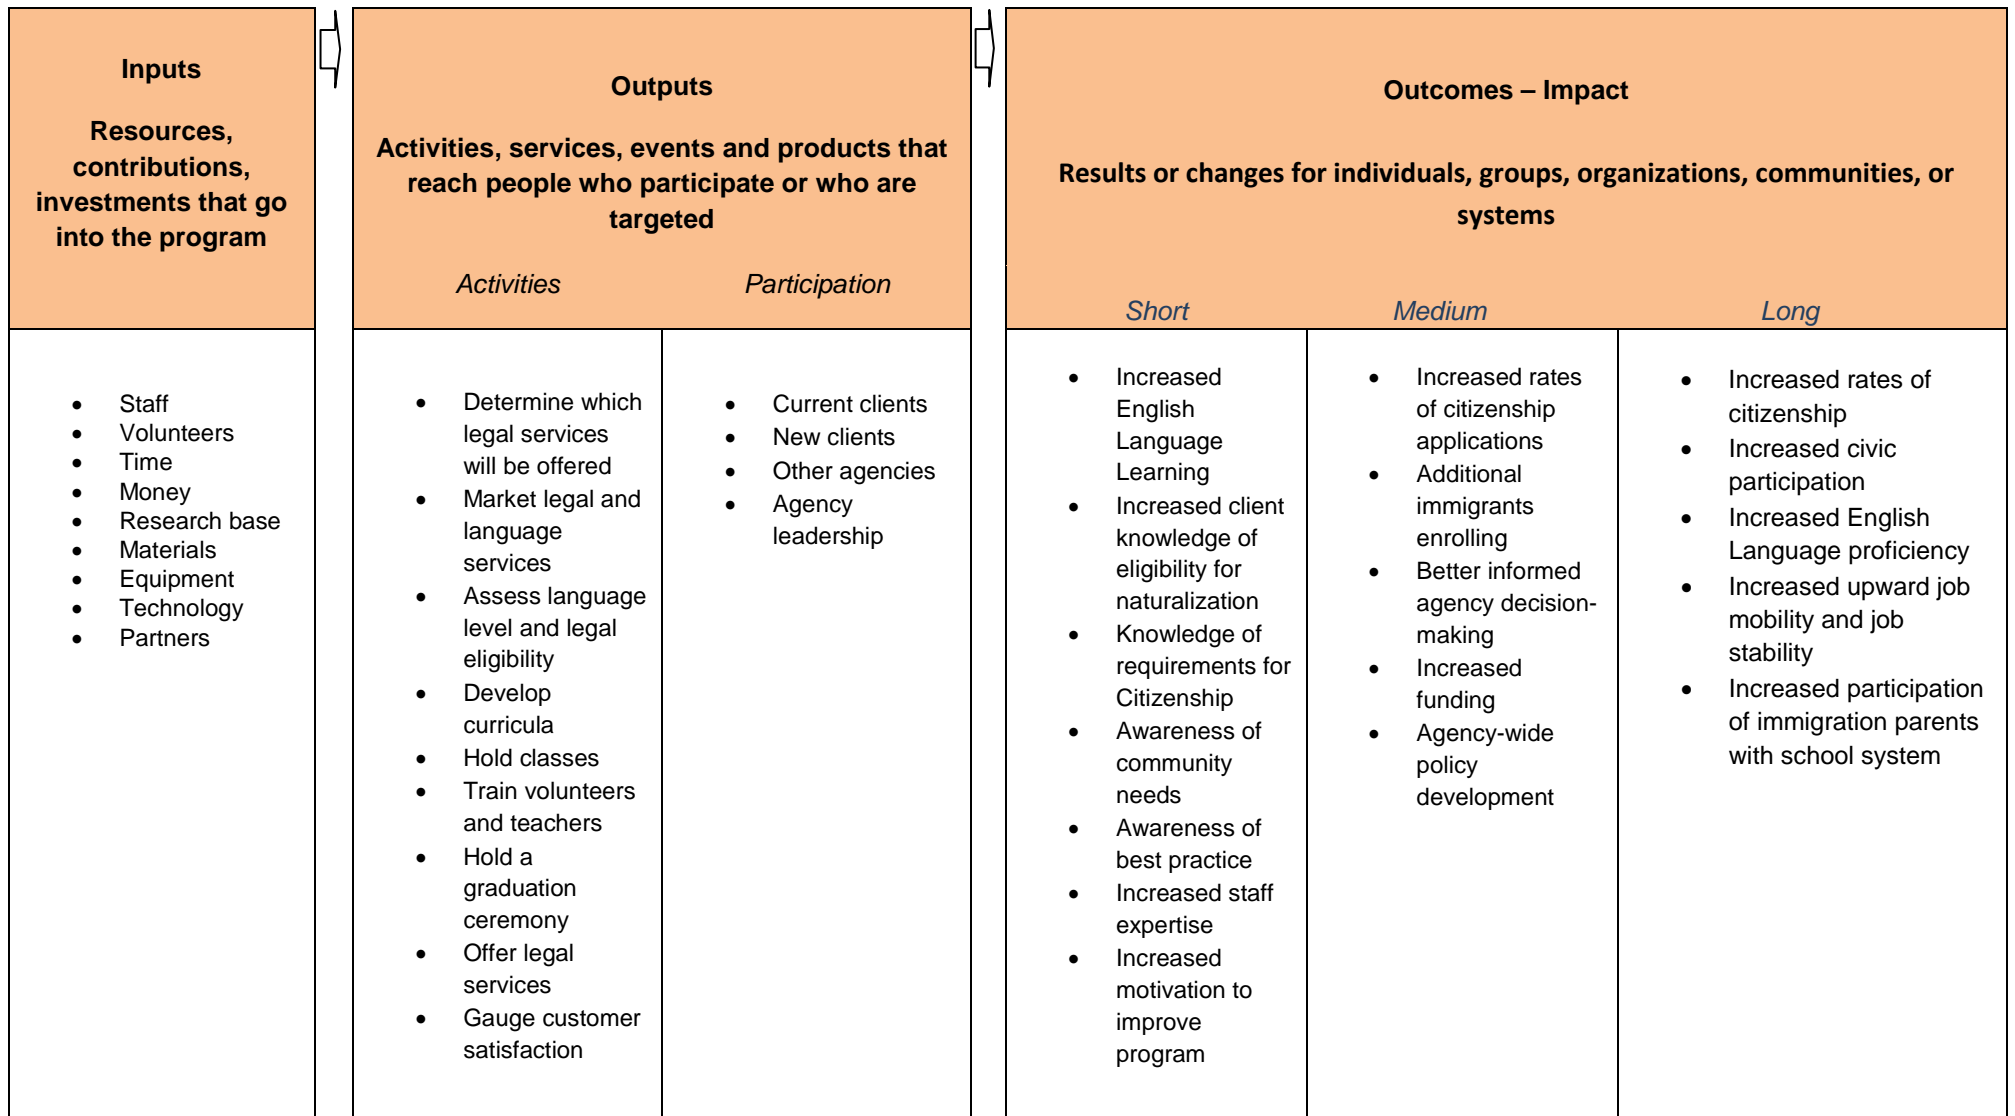 Inputs
Resources,
contributions,
investments that go
into the program
Outputs
Activities, services, events and products that
reach people who participate or who are
targeted
Activities
Participation
Outcomes – Impact
Results or changes for individuals, groups, organizations, communities, or
systems
Short
Medium
Long
• Staff
• Volunteers
• Time
• Money
• Research base
• Materials
• Equipment
• Technology
• Partners
• Determine which
legal services
will be offered
• Market legal and
language
services
• Assess language
level and legal
eligibility
• Develop
curricula
• Hold classes
• Train volunteers
and teachers
• Hold a
graduation
ceremony
• Offer legal
services
• Gauge customer
satisfaction
• Current clients
• New clients
• Other agencies
• Agency
leadership
• Increased
English
Language
Learning
• Increased client
knowledge of
eligibility for
naturalization
• Knowledge of
requirements for
Citizenship
• Awareness of
community
needs
• Awareness of
best practice
• Increased staff
expertise
• Increased
motivation to
improve
program
• Increased rates
of citizenship
applications
• Additional
immigrants
enrolling
• Better informed
agency decision-
making
• Increased
funding
• Agency-wide
policy
development
• Increased rates of
citizenship
• Increased civic
participation
• Increased English
Language proficiency
• Increased upward job
mobility and job
stability
• Increased participation
of immigration parents
with school system